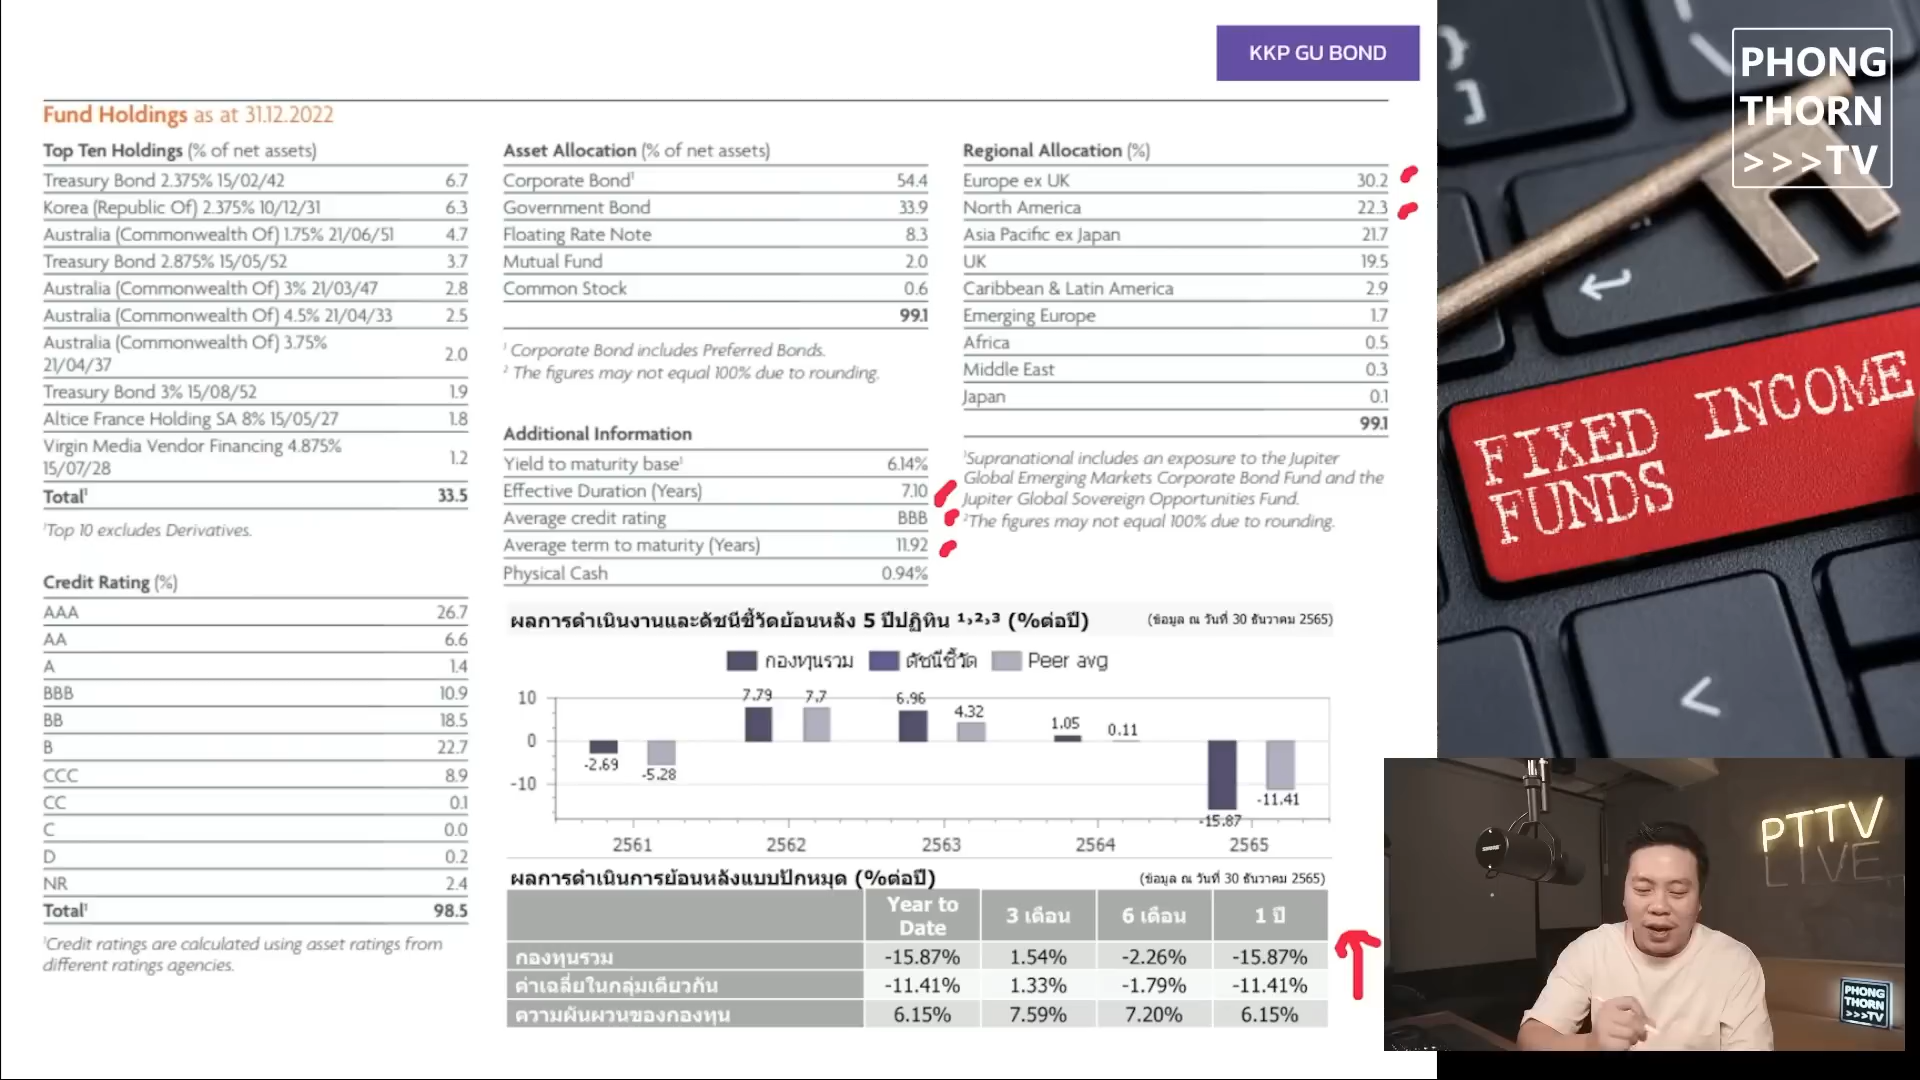 KKP GU BOND
PHONG
THORN
>>>TV
Fund Holdings as at 31.12.2022
Top Ten Holdings (% of net assets)
Treasury Bond 2.375% 15/02/42 6.7
Korea (Republic Of) 2.375% 10/12/31 6.3
Australia (Commonwealth Of) 1.75% 21/06/51 4.7
Treasury Bond 2.875% 15/05/52 3.7
Australia (Commonwealth Of) 3% 21/03/47 2.8
Australia (Commonwealth Of) 4.5% 21/04/33 2.5
Australia (Commonwealth Of) 3.75%
21/04/37 2.0
Treasury Bond 3% 15/08/52 1.9
Altice France Holding SA 8% 15/05/27 1.8
Virgin Media Vendor Financing 4.875%
15/07/28 1.2
Total¹ 33.5
¹Top 10 excludes Derivatives.
Credit Rating (%)
AAA 26.7
AA 6.6
A 1.4
BBB 10.9
BB 18.5
B 22.7
CCC 8.9
CC 0.1
C 0.0
D 0.2
NR 2.4
Total¹ 98.5
¹Credit ratings are calculated using asset ratings from
different ratings agencies.
Asset Allocation (% of net assets)
Corporate Bond¹ 54.4
Government Bond 33.9
Floating Rate Note 8.3
Mutual Fund 2.0
Common Stock 0.6
99.1
¹ Corporate Bond includes Preferred Bonds.
² The figures may not equal 100% due to rounding.
Additional Information
Yield to maturity base¹ 6.14%
Effective Duration (Years) 7.10
Average credit rating BBB
Average term to maturity (Years) 11.92
Physical Cash 0.94%
Regional Allocation (%)
Europe ex UK 30.2
North America 22.3
Asia Pacific ex Japan 21.7
UK 19.5
Caribbean & Latin America 2.9
Emerging Europe 1.7
Africa 0.5
Middle East 0.3
Japan 0.1
99.1
¹Supranational includes an exposure to the Jupiter
Global Emerging Markets Corporate Bond Fund and the
Jupiter Global Sovereign Opportunities Fund.
²The figures may not equal 100% due to rounding.
ผลการดำเนินงานและดัชนีชี้วัดย้อนหลัง 5 ปีปฏิทิน ¹,²,³ (%ต่อปี) (ข้อมูล ณ วันที่ 30 ธันวาคม 2565)
กองทุนรวม ดัชนีชี้วัด Peer avg
10
0
-10
-2.69 -5.28 7.79 7.7 6.96 4.32 1.05 0.11 -15.87 -11.41
2561 2562 2563 2564 2565
ผลการดำเนินการย้อนหลังแบบปักหมุด (%ต่อปี) (ข้อมูล ณ วันที่ 30 ธันวาคม 2565)
Year to
Date 3 เดือน 6 เดือน 1 ปี
กองทุนรวม -15.87% 1.54% -2.26% -15.87%
ค่าเฉลี่ยในกลุ่มเดียวกัน -11.41% 1.33% -1.79% -11.41%
ความผันผวนของกองทุน 6.15% 7.59% 7.20% 6.15%
FIXED INCOME
FUNDS
PTTV
LIVE
PHONG
THORN
>>>TV